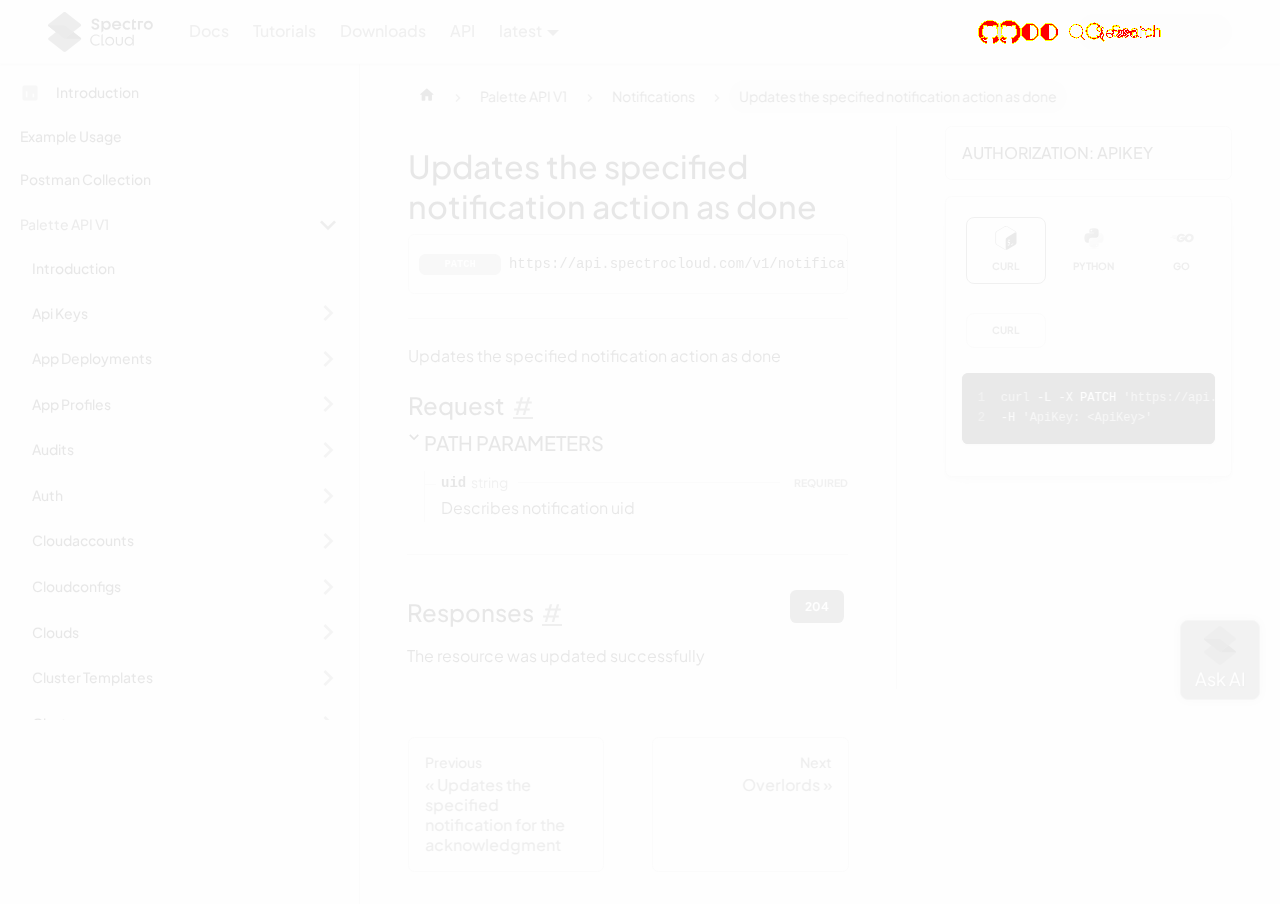 Spectro Cloud
Docs Tutorials Downloads API latest
Search
Introduction
Example Usage
Postman Collection
Palette API V1
Introduction
Api Keys
App Deployments
App Profiles
Audits
Auth
Cloudaccounts
Cloudconfigs
Clouds
Cluster Templates
Palette API V1 > Notifications > Updates the specified notification action as done
Updates the specified
notification action as done
PATCH https://api.spectrocloud.com/v1/notifica
Updates the specified notification action as done
Request #
PATH PARAMETERS
uid string REQUIRED
Describes notification uid
Responses #
204
The resource was updated successfully
Previous
« Updates the
specified
notification for the
acknowledgment
Next
Overlords »
AUTHORIZATION: APIKEY
CURL PYTHON GO
CURL
1 curl -L -X PATCH 'https://api.
2 -H 'ApiKey: <ApiKey>'
Ask AI